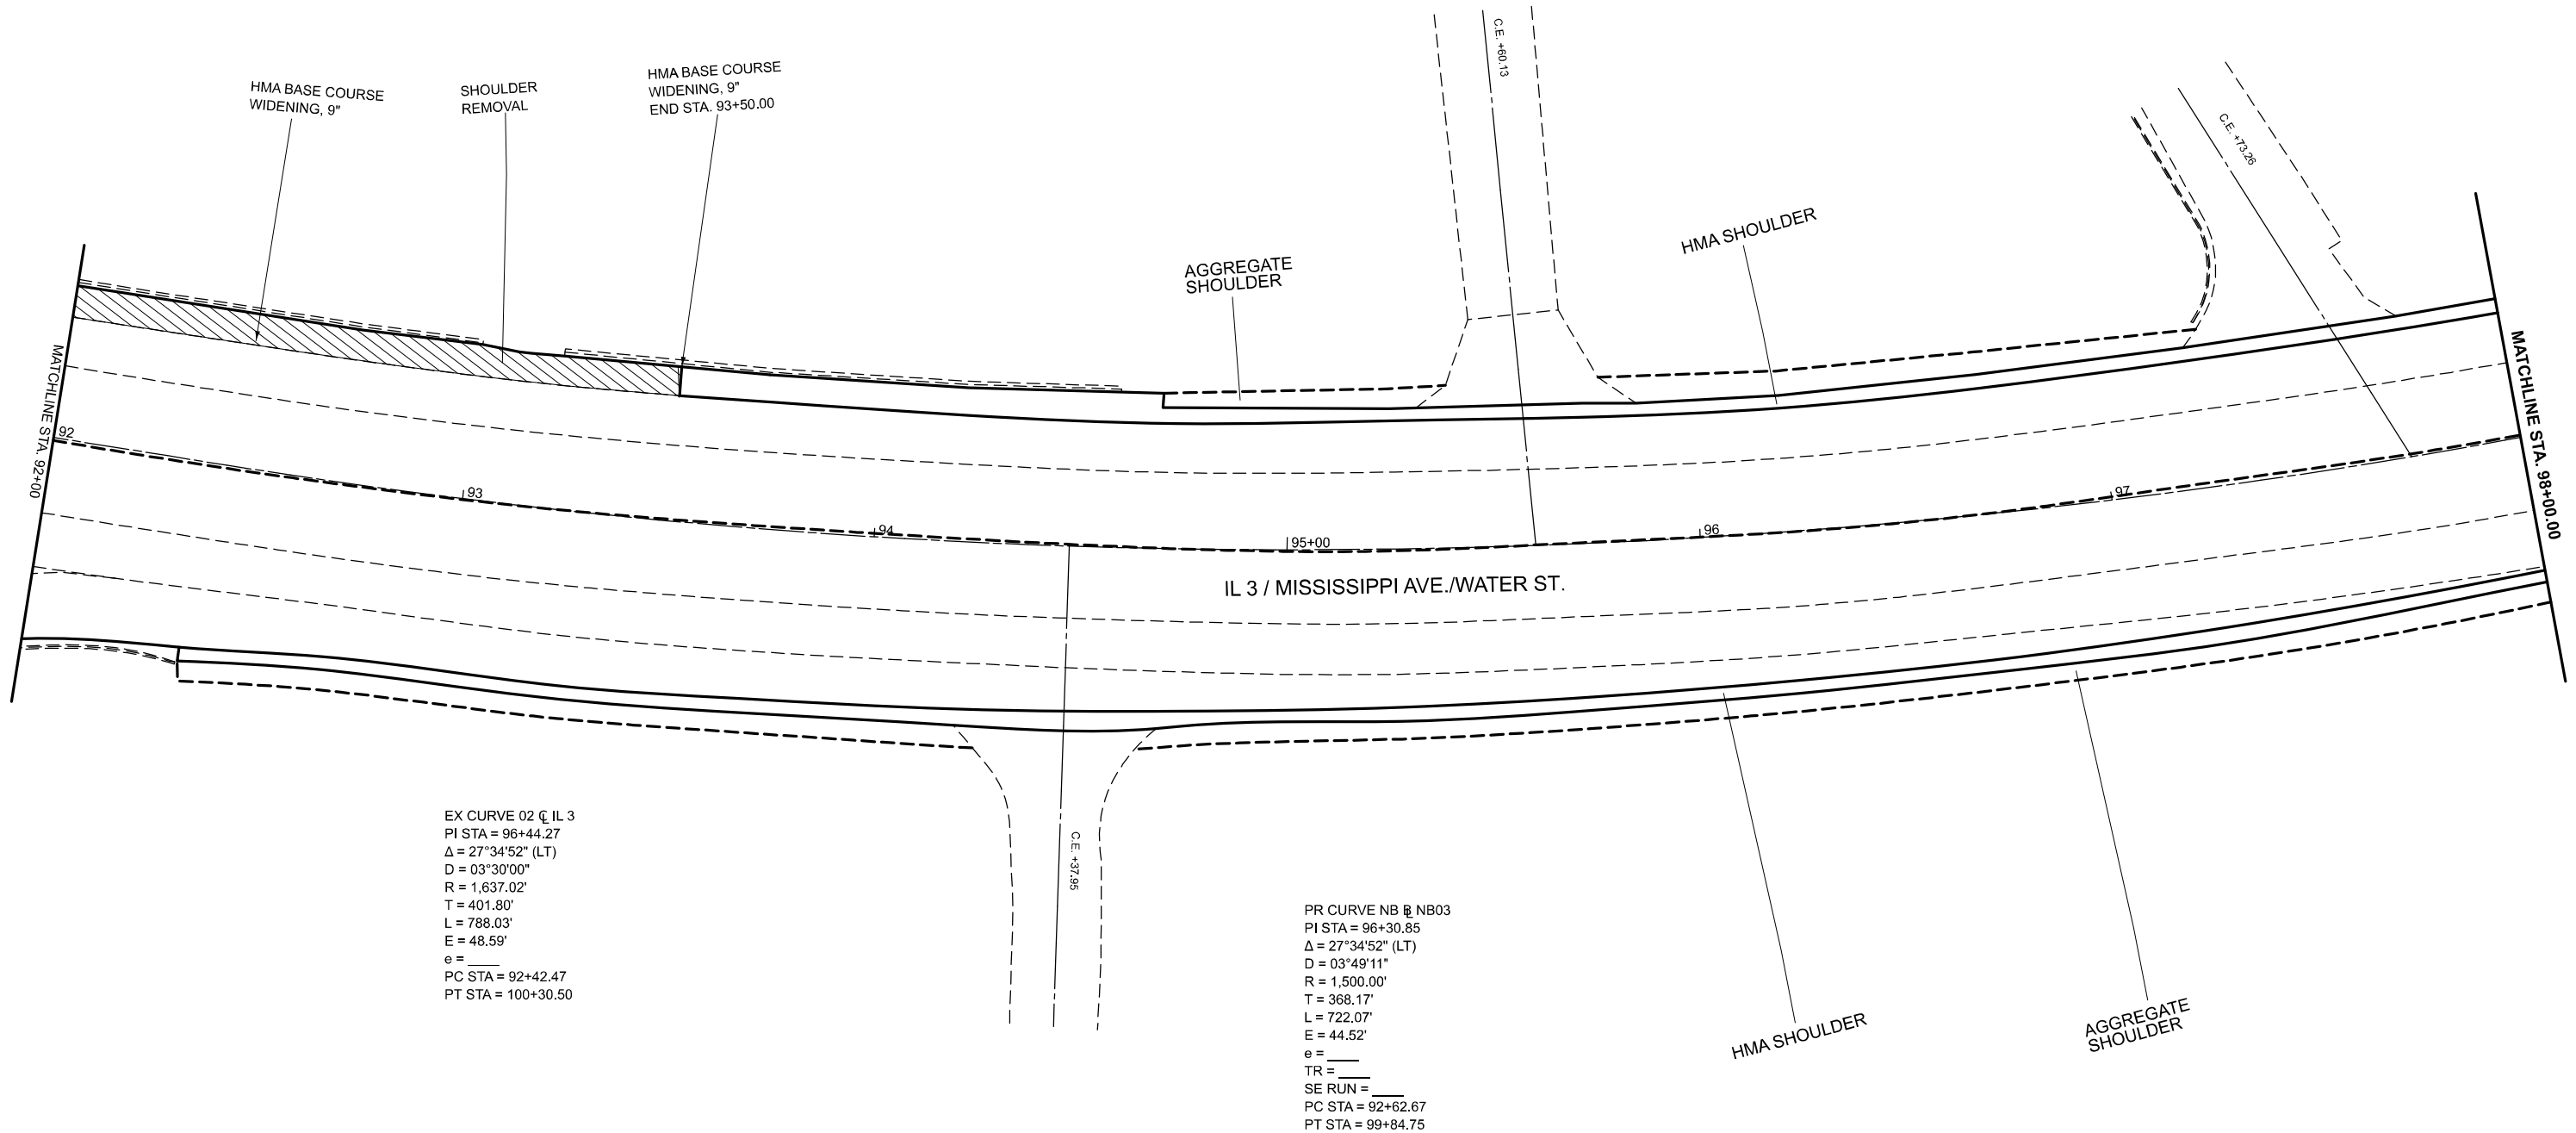 HMA BASE COURSE
WIDENING, 9"
SHOULDER
REMOVAL
HMA BASE COURSE
WIDENING, 9"
END STA. 93+50.00
C.E. +60.13
C.E. +73.26
HMA SHOULDER
AGGREGATE
SHOULDER
MATCHLINE STA. 92+00
MATCHLINE STA. 98+00.00
92
93
94
95+00
96
97
IL 3 / MISSISSIPPI AVE./WATER ST.
C.E. +37.95
EX CURVE 02 ℄ IL 3
PI STA = 96+44.27
Δ = 27°34'52" (LT)
D = 03°30'00"
R = 1,637.02'
T = 401.80'
L = 788.03'
E = 48.59'
e = ____
PC STA = 92+42.47
PT STA = 100+30.50
PR CURVE NB BL NB03
PI STA = 96+30.85
Δ = 27°34'52" (LT)
D = 03°49'11"
R = 1,500.00'
T = 368.17'
L = 722.07'
E = 44.52'
e = ____
TR = ____
SE RUN = ____
PC STA = 92+62.67
PT STA = 99+84.75
HMA SHOULDER
AGGREGATE
SHOULDER